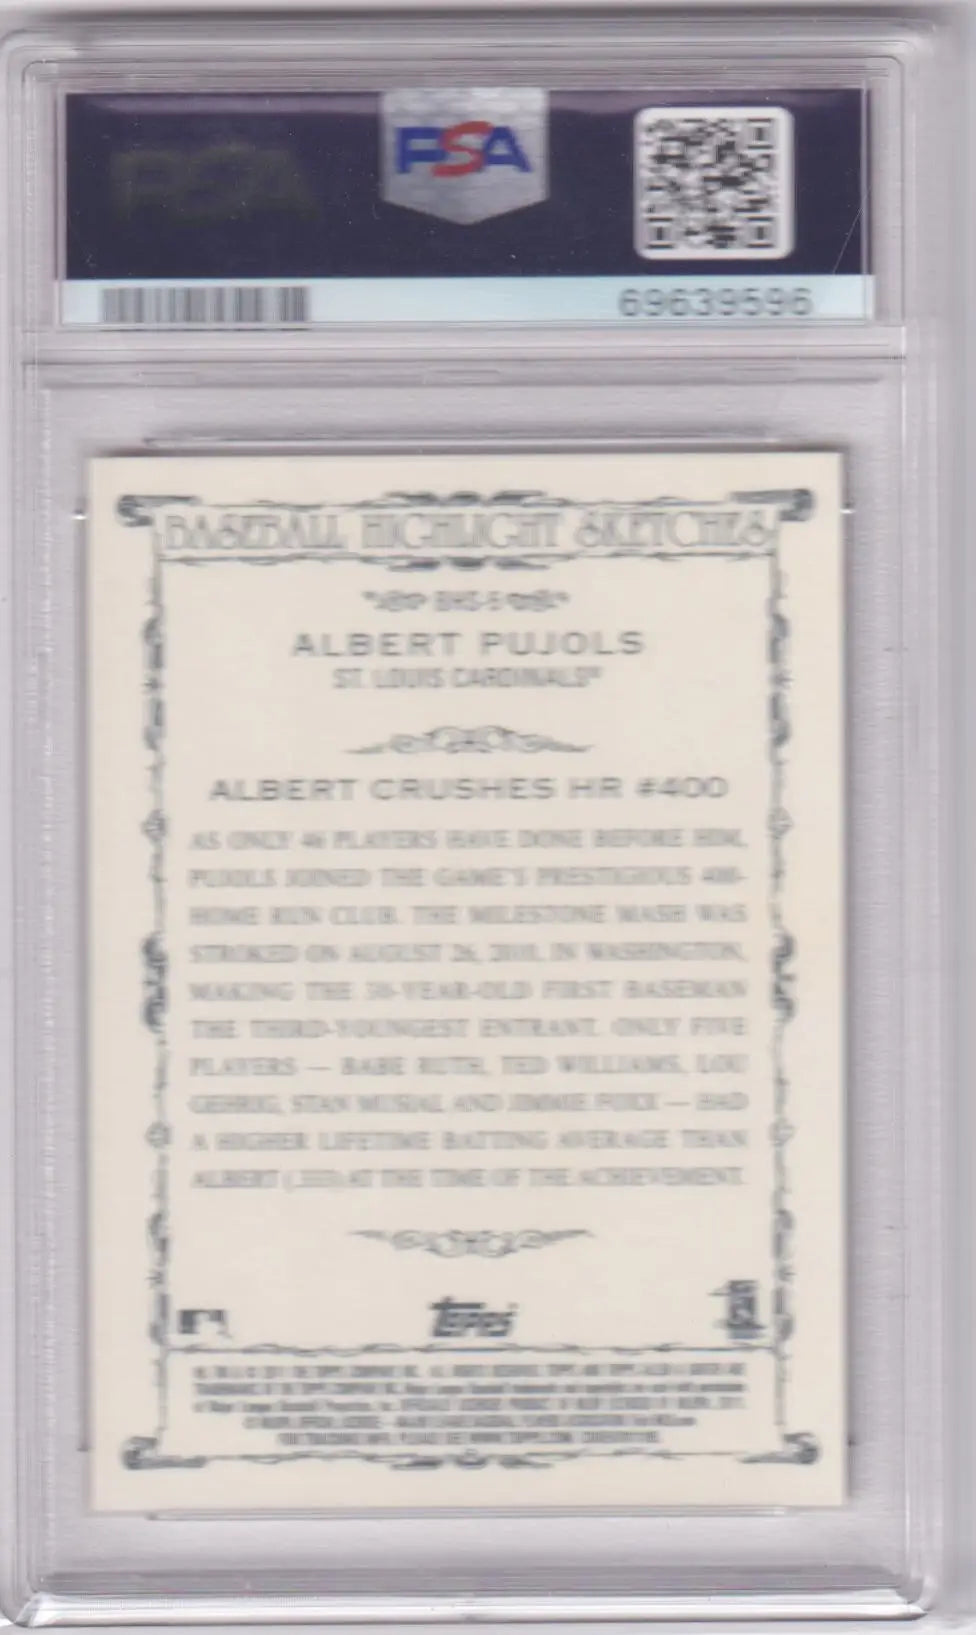 PSA
69639596
BASEBALL HIGHLIGHT SKETCHES
ALBERT PUJOLS
ST. LOUIS CARDINALS®
ALBERT CRUSHES HR #400
AS ONLY 46 PLAYERS HAVE DONE BEFORE HIM,
PUJOLS JOINED THE GAME'S PRESTIGIOUS 400-
HOME RUN CLUB. THE MILESTONE MASH WAS
STROKED ON AUGUST 26, 2010, IN WASHINGTON,
MAKING THE 30-YEAR-OLD FIRST BASEMAN
THE THIRD-YOUNGEST ENTRANT. ONLY FIVE
PLAYERS — BABE RUTH, TED WILLIAMS, LOU
GEHRIG, STAN MUSIAL AND JIMMIE FOXX — HAD
A HIGHER LIFETIME BATTING AVERAGE THAN
ALBERT (.333) AT THE TIME OF THE ACHIEVEMENT.
TOPPS